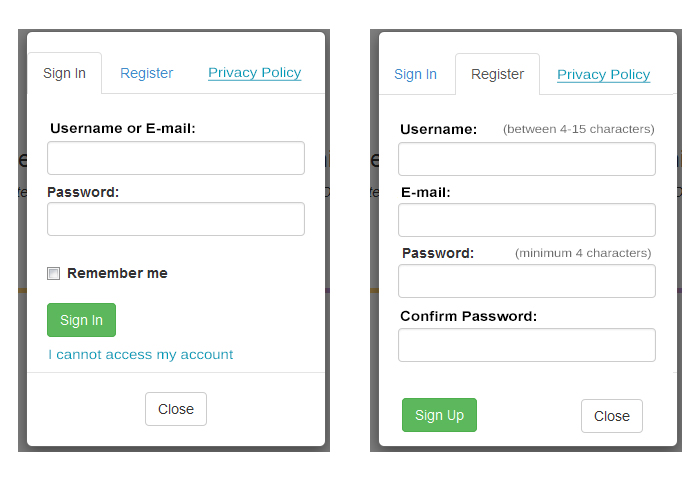 Sign In Register Privacy Policy
Username or E-mail:
Password:
Remember me
Sign In
I cannot access my account
Close
Sign In Register Privacy Policy
Username: (between 4-15 characters)
E-mail:
Password: (minimum 4 characters)
Confirm Password:
Sign Up Close